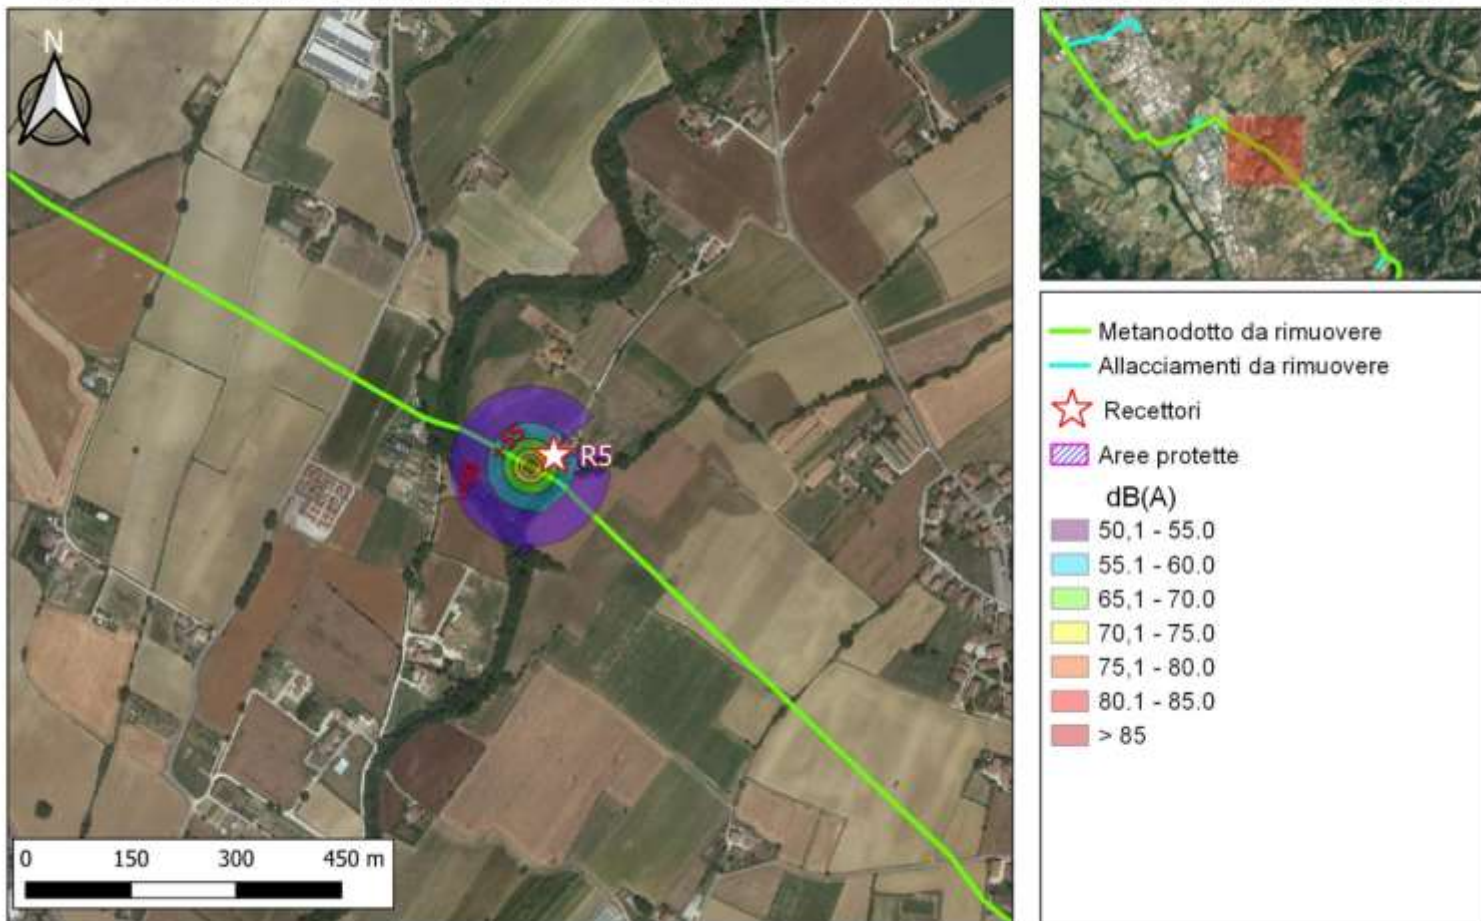 N
R5
0 150 300 450 m
Metanodotto da rimuovere
Allacciamenti da rimuovere
Recettori
Aree protette
dB(A)
50,1 - 55.0
55.1 - 60.0
65,1 - 70.0
70,1 - 75.0
75,1 - 80.0
80.1 - 85.0
> 85